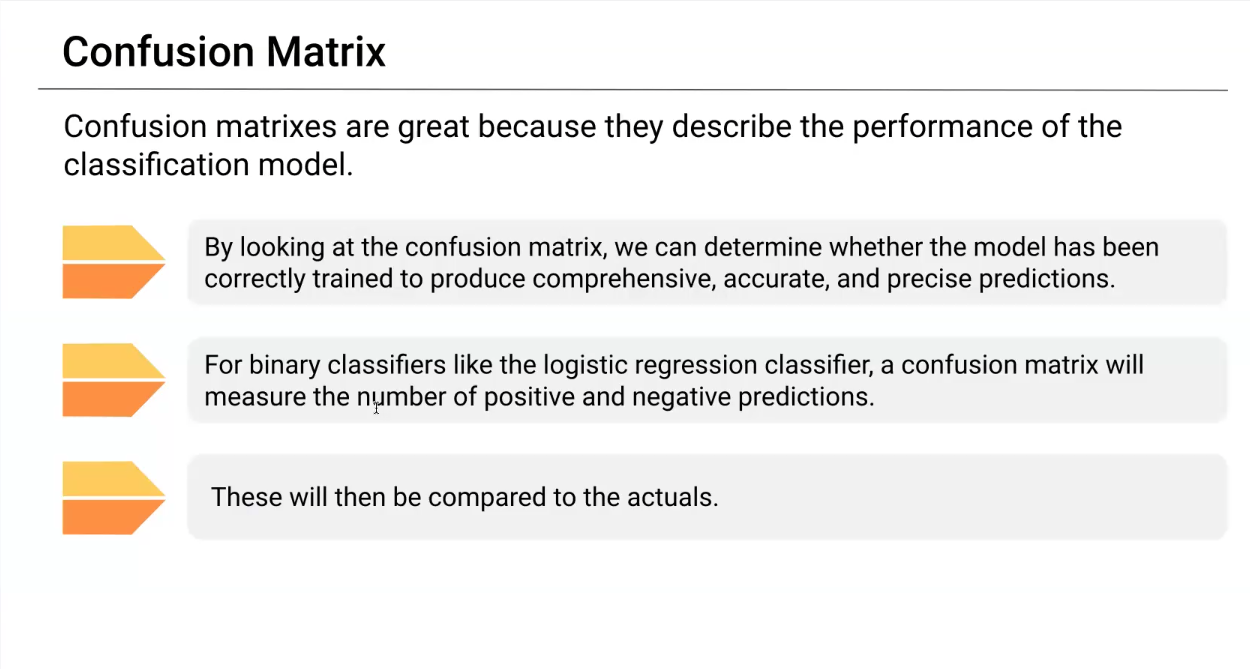 Confusion Matrix
Confusion matrixes are great because they describe the performance of the
classification model.
By looking at the confusion matrix, we can determine whether the model has been
correctly trained to produce comprehensive, accurate, and precise predictions.
For binary classifiers like the logistic regression classifier, a confusion matrix will
measure the number of positive and negative predictions.
These will then be compared to the actuals.